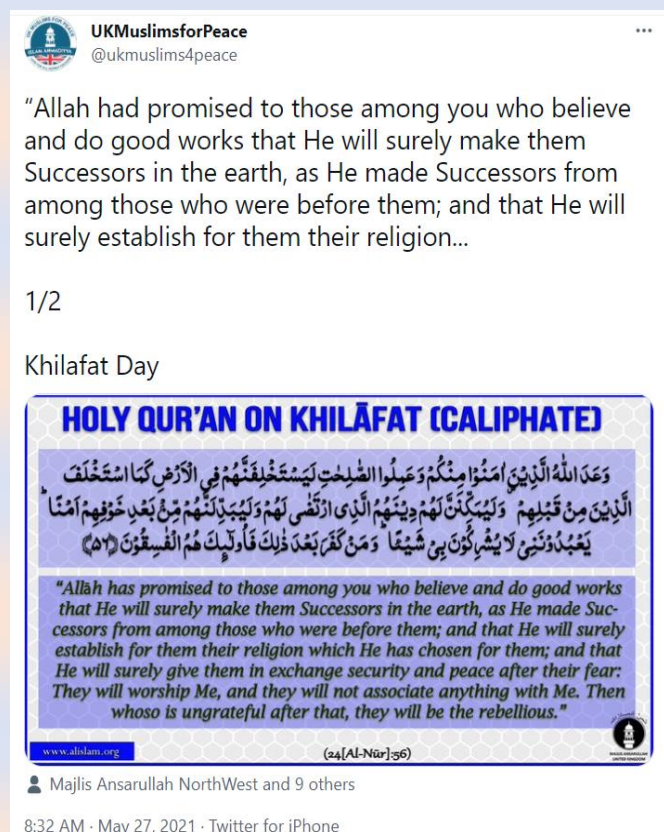 UKMuslimsforPeace
@ukmuslims4peace
“Allah had promised to those among you who believe
and do good works that He will surely make them
Successors in the earth, as He made Successors from
among those who were before them; and that He will
surely establish for them their religion...
1/2
Khilafat Day
HOLY QUR’AN ON KHILĀFAT (CALIPHATE)
وَعَدَ اللّٰهُ الَّذِيْنَ اٰمَنُوْا مِنْكُمْ وَعَمِلُوا الصّٰلِحٰتِ لَيَسْتَخْلِفَنَّهُمْ فِي الْاَرْضِ كَمَا اسْتَخْلَفَ
الَّذِيْنَ مِنْ قَبْلِهِمْ وَلَيُمَكِّنَنَّ لَهُمْ دِيْنَهُمُ الَّذِى ارْتَضٰى لَهُمْ وَلَيُبَدِّلَنَّهُمْ مِّنْۢ بَعْدِ خَوْفِهِمْ اَمْنًا
يَعْبُدُوْنَنِيْ لَا يُشْرِكُوْنَ بِيْ شَيْئًا وَمَنْ كَفَرَ بَعْدَ ذٰلِكَ فَاُولٰٓئِكَ هُمُ الْفٰسِقُوْنَ (۵۶)
“Allāh has promised to those among you who believe and do good works
that He will surely make them Successors in the earth, as He made Suc-
cessors from among those who were before them; and that He will surely
establish for them their religion which He has chosen for them; and that
He will surely give them in exchange security and peace after their fear:
They will worship Me, and they will not associate anything with Me. Then
whoso is ungrateful after that, they will be the rebellious.”
www.alislam.org
(24[Al-Nūr]:56)
MAJLIS ANSARULLAH
UNITED KINGDOM
Majlis Ansarullah NorthWest and 9 others
8:32 AM · May 27, 2021 · Twitter for iPhone